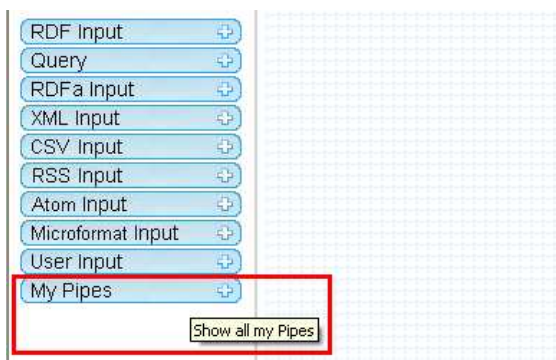 RDF Input
Query
RDFa Input
XML Input
CSV Input
RSS Input
Atom Input
Microformat Input
User Input
My Pipes
Show all my Pipes